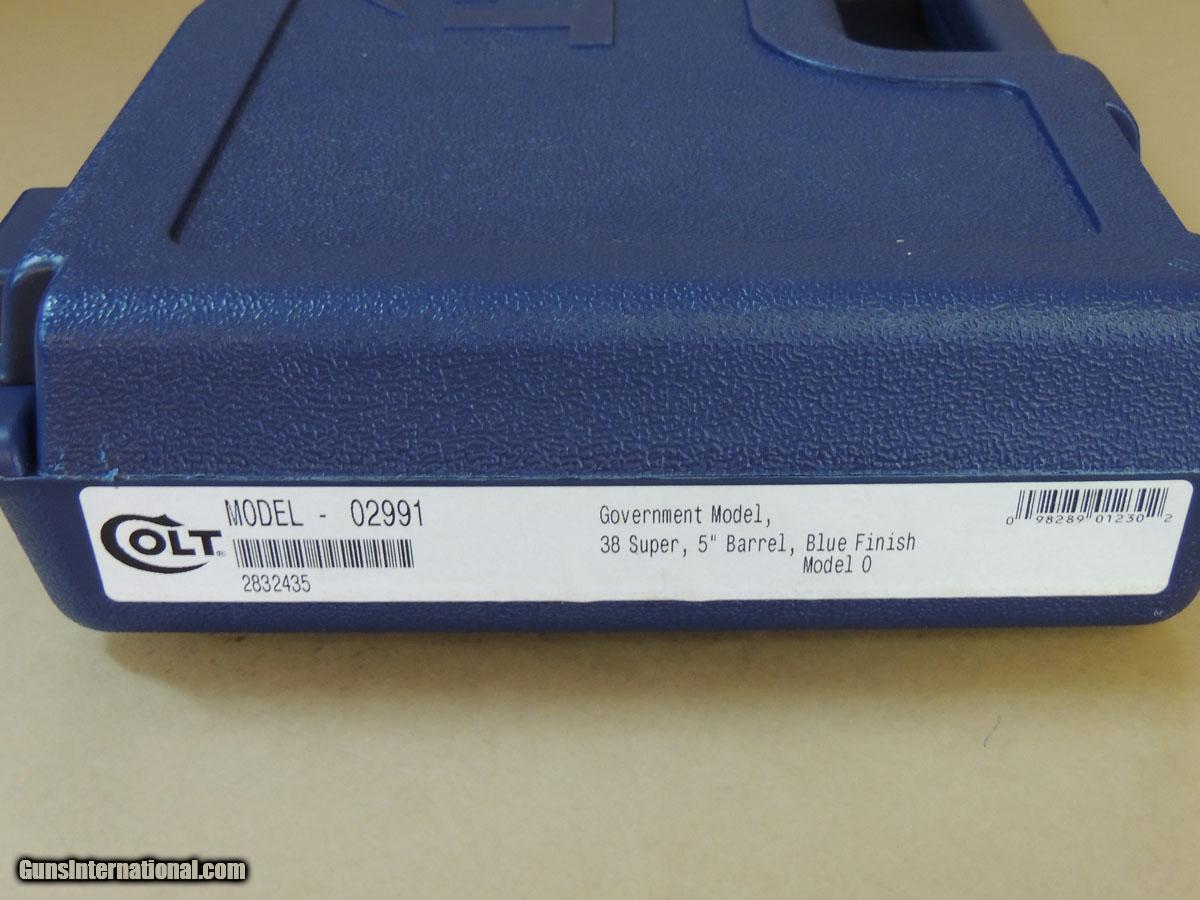 COLT®
MODEL - 02991
2832435
Government Model,
38 Super, 5" Barrel, Blue Finish
Model O
0 98289 01230 2
GunsInternational.com